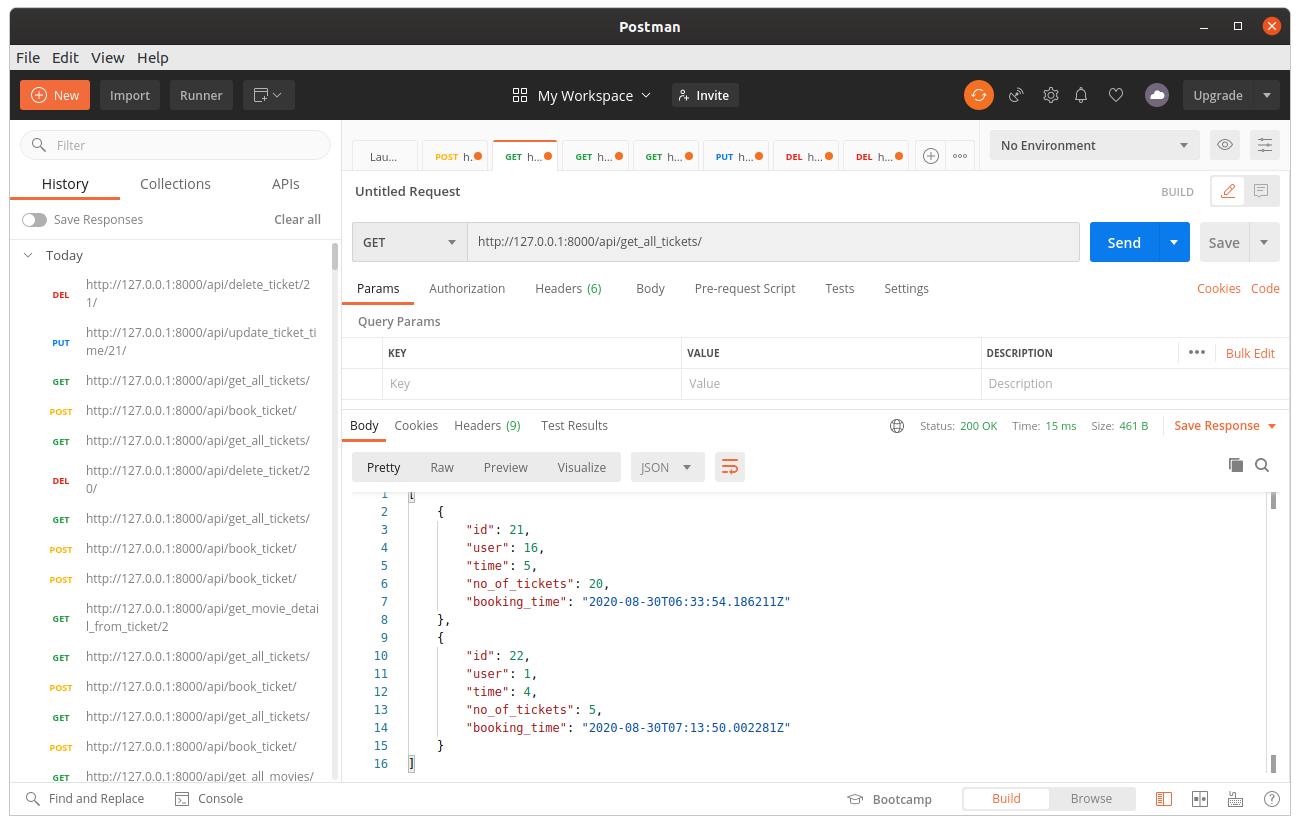 Postman
File Edit View Help
New Import Runner My Workspace Invite Upgrade
Filter
History Collections APIs
Save Responses Clear all
Today
DEL http://127.0.0.1:8000/api/delete_ticket/2
1/
PUT http://127.0.0.1:8000/api/update_ticket_ti
me/21/
GET http://127.0.0.1:8000/api/get_all_tickets/
POST http://127.0.0.1:8000/api/book_ticket/
GET http://127.0.0.1:8000/api/get_all_tickets/
DEL http://127.0.0.1:8000/api/delete_ticket/2
0/
GET http://127.0.0.1:8000/api/get_all_tickets/
POST http://127.0.0.1:8000/api/book_ticket/
POST http://127.0.0.1:8000/api/book_ticket/
GET http://127.0.0.1:8000/api/get_movie_detai
l_from_ticket/2
GET http://127.0.0.1:8000/api/get_all_tickets/
POST http://127.0.0.1:8000/api/book_ticket/
GET http://127.0.0.1:8000/api/get_all_tickets/
POST http://127.0.0.1:8000/api/book_ticket/
GET http://127.0.0.1:8000/api/get_all_movies/
Lau... POST h. GET h... GET h... GET h... PUT h... DEL h... DEL h...
No Environment
Untitled Request BUILD
GET http://127.0.0.1:8000/api/get_all_tickets/ Send Save
Params Authorization Headers (6) Body Pre-request Script Tests Settings Cookies Code
Query Params
KEY VALUE DESCRIPTION Bulk Edit
Key Value Description
Body Cookies Headers (9) Test Results Status: 200 OK Time: 15 ms Size: 461 B Save Response
Pretty Raw Preview Visualize JSON
1 [
2 {
3 "id": 21,
4 "user": 16,
5 "time": 5,
6 "no_of_tickets": 20,
7 "booking_time": "2020-08-30T06:33:54.186211Z"
8 },
9 {
10 "id": 22,
11 "user": 1,
12 "time": 4,
13 "no_of_tickets": 5,
14 "booking_time": "2020-08-30T07:13:50.002281Z"
15 }
16 ]
Find and Replace Console Bootcamp Build Browse